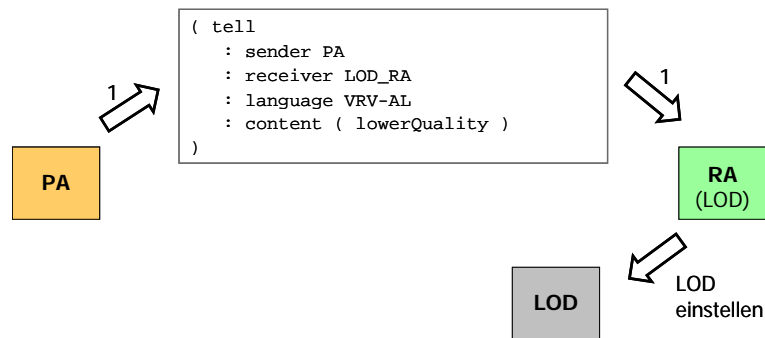 ( tell
: sender PA
: receiver LOD_RA
: language VRV-AL
: content ( lowerQuality )
)
1
1
PA
RA
(LOD)
LOD
LOD
einstellen